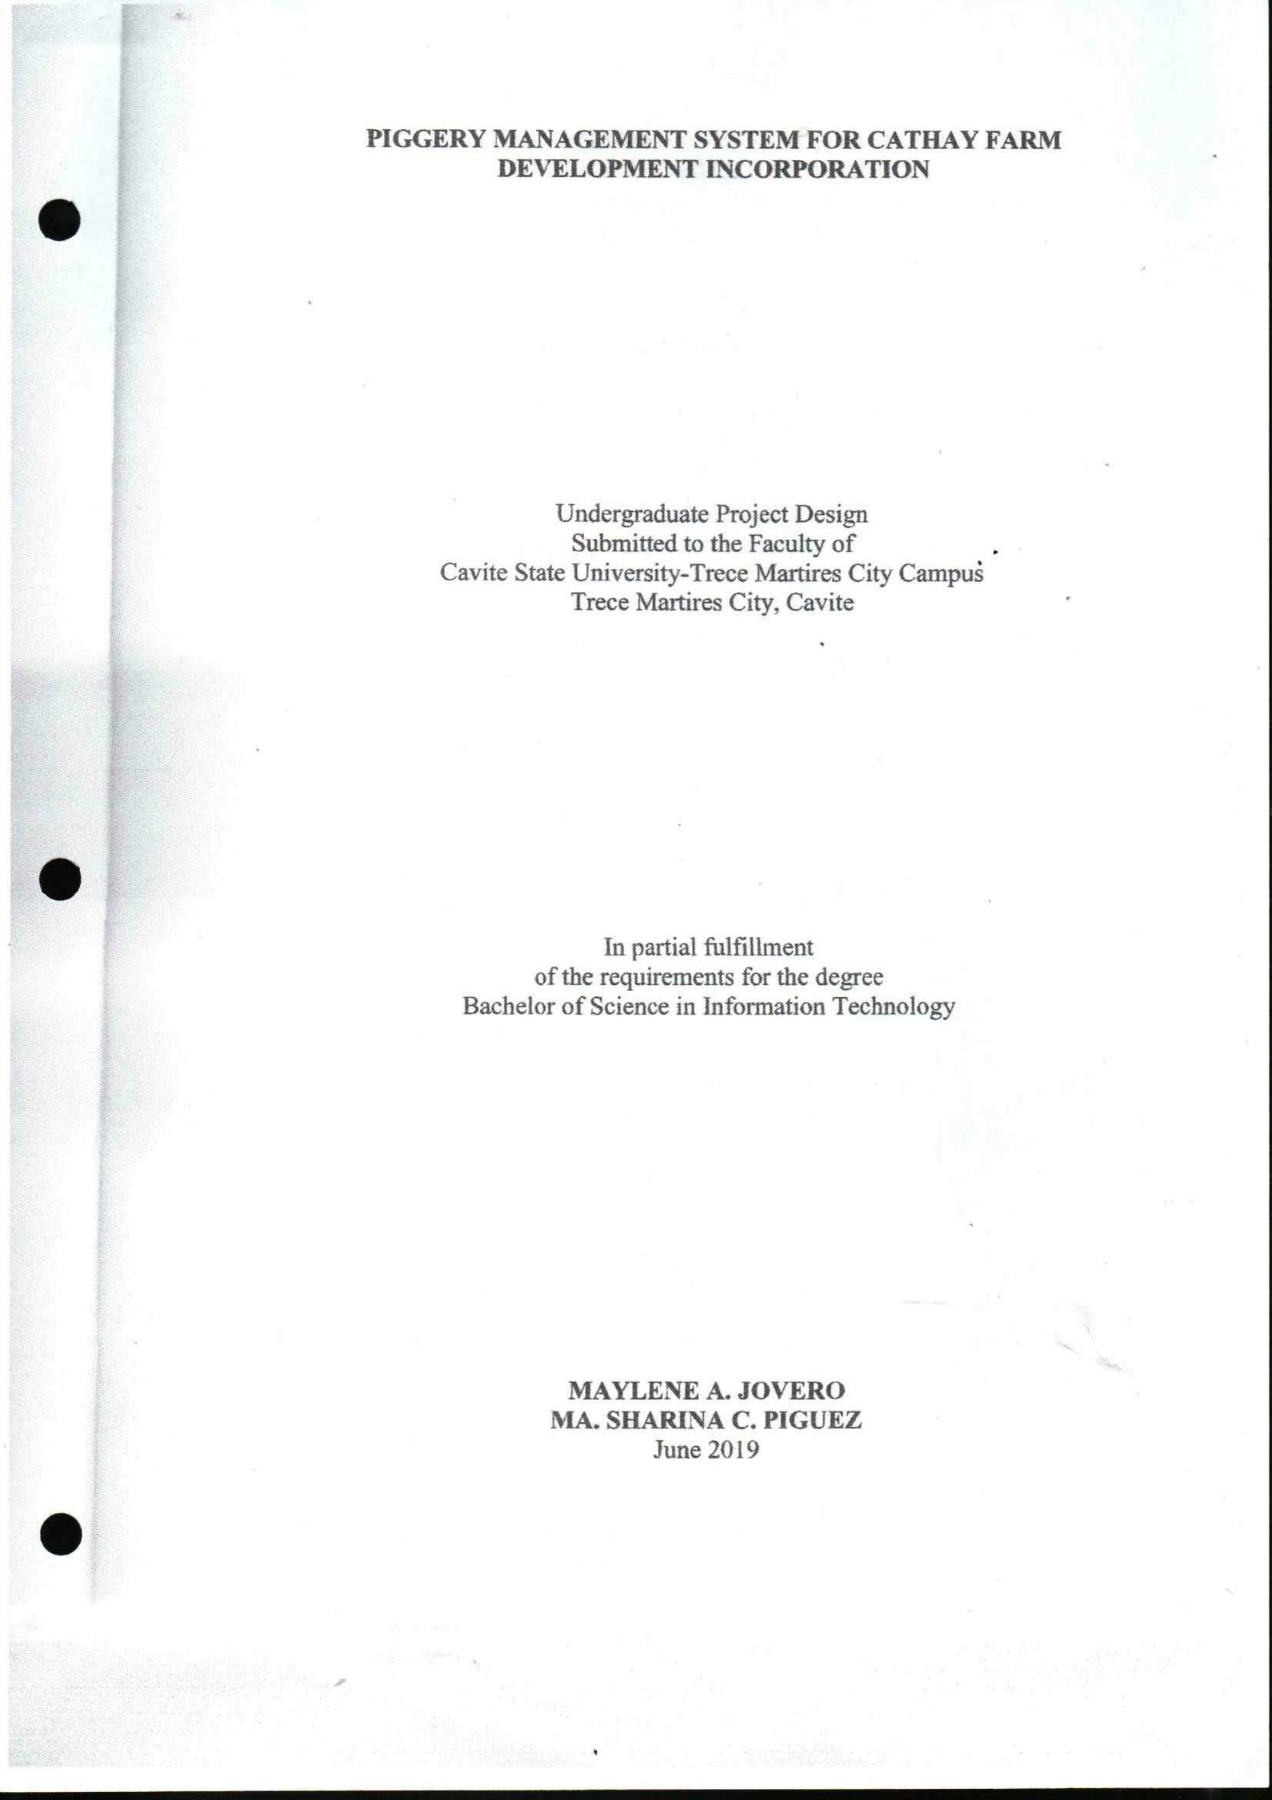 PIGGERY MANAGEMENT SYSTEM FOR CATHAY FARM
DEVELOPMENT INCORPORATION
Undergraduate Project Design
Submitted to the Faculty of
Cavite State University-Trece Martires City Campus
Trece Martires City, Cavite
In partial fulfillment
of the requirements for the degree
Bachelor of Science in Information Technology
MAYLENE A. JOVERO
MA. SHARINA C. PIGUEZ
June 2019